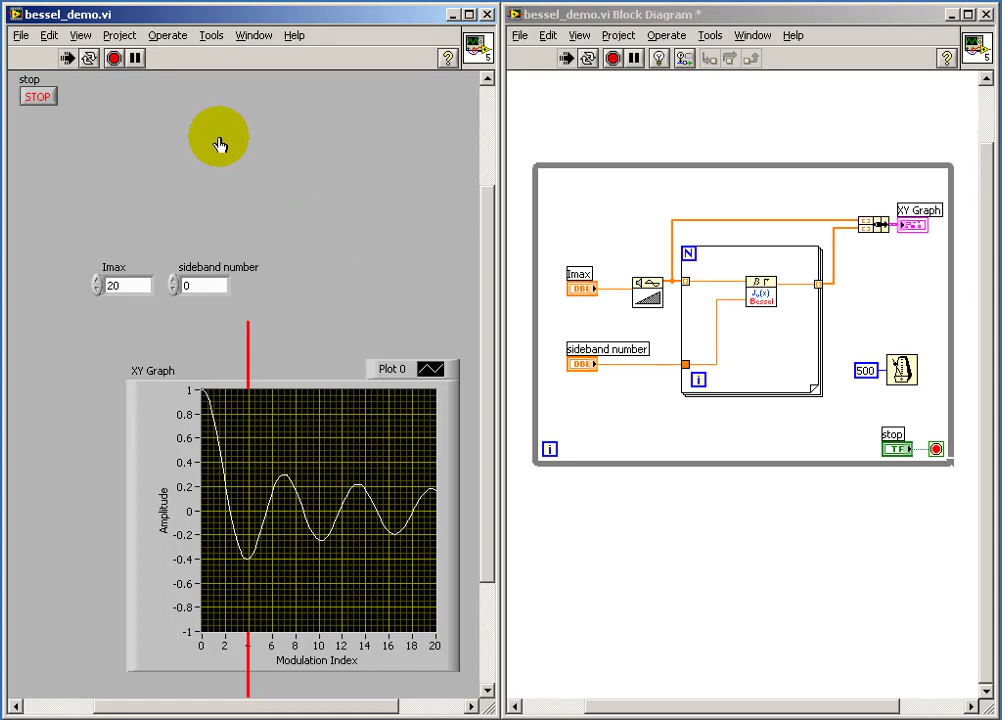 bessel_demo.vi
File Edit View Project Operate Tools Window Help
?
5
stop
STOP
Imax
sideband number
20
0
XY Graph
Plot 0
1
0.8
0.6
0.4
0.2
0
-0.2
-0.4
-0.6
-0.8
-1
Amplitude
0 2 6 8 10 12 14 16 18 20
Modulation Index
bessel_demo.vi Block Diagram *
File Edit View Project Operate Tools Window Help
?
5
XY Graph
N
Imax
DBL
β Γ
Jᵤ(x)
Bessel
sideband number
DBL
i
500
stop
TF
i